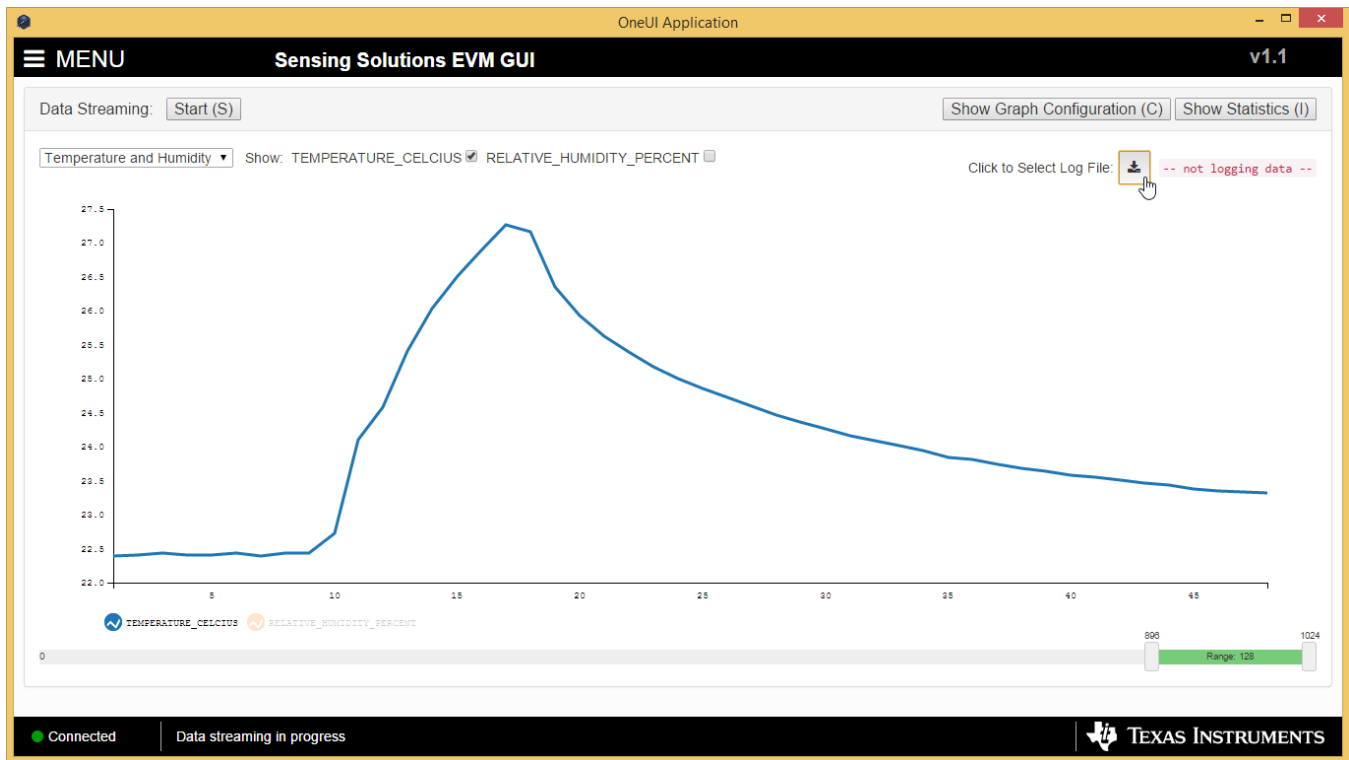 OneUI Application
MENU Sensing Solutions EVM GUI v1.1
Data Streaming: Start (S) Show Graph Configuration (C) Show Statistics (I)
Temperature and Humidity Show: TEMPERATURE_CELCIUS RELATIVE_HUMIDITY_PERCENT
Click to Select Log File: -- not logging data --
27.5
27.0
26.5
26.0
25.5
25.0
24.5
24.0
23.5
23.0
22.5
22.0
5 10 15 20 25 30 35 40 45
TEMPERATURE_CELCIUS RELATIVE_HUMIDITY_PERCENT
896 1024
0 Range: 128
Connected Data streaming in progress TEXAS INSTRUMENTS